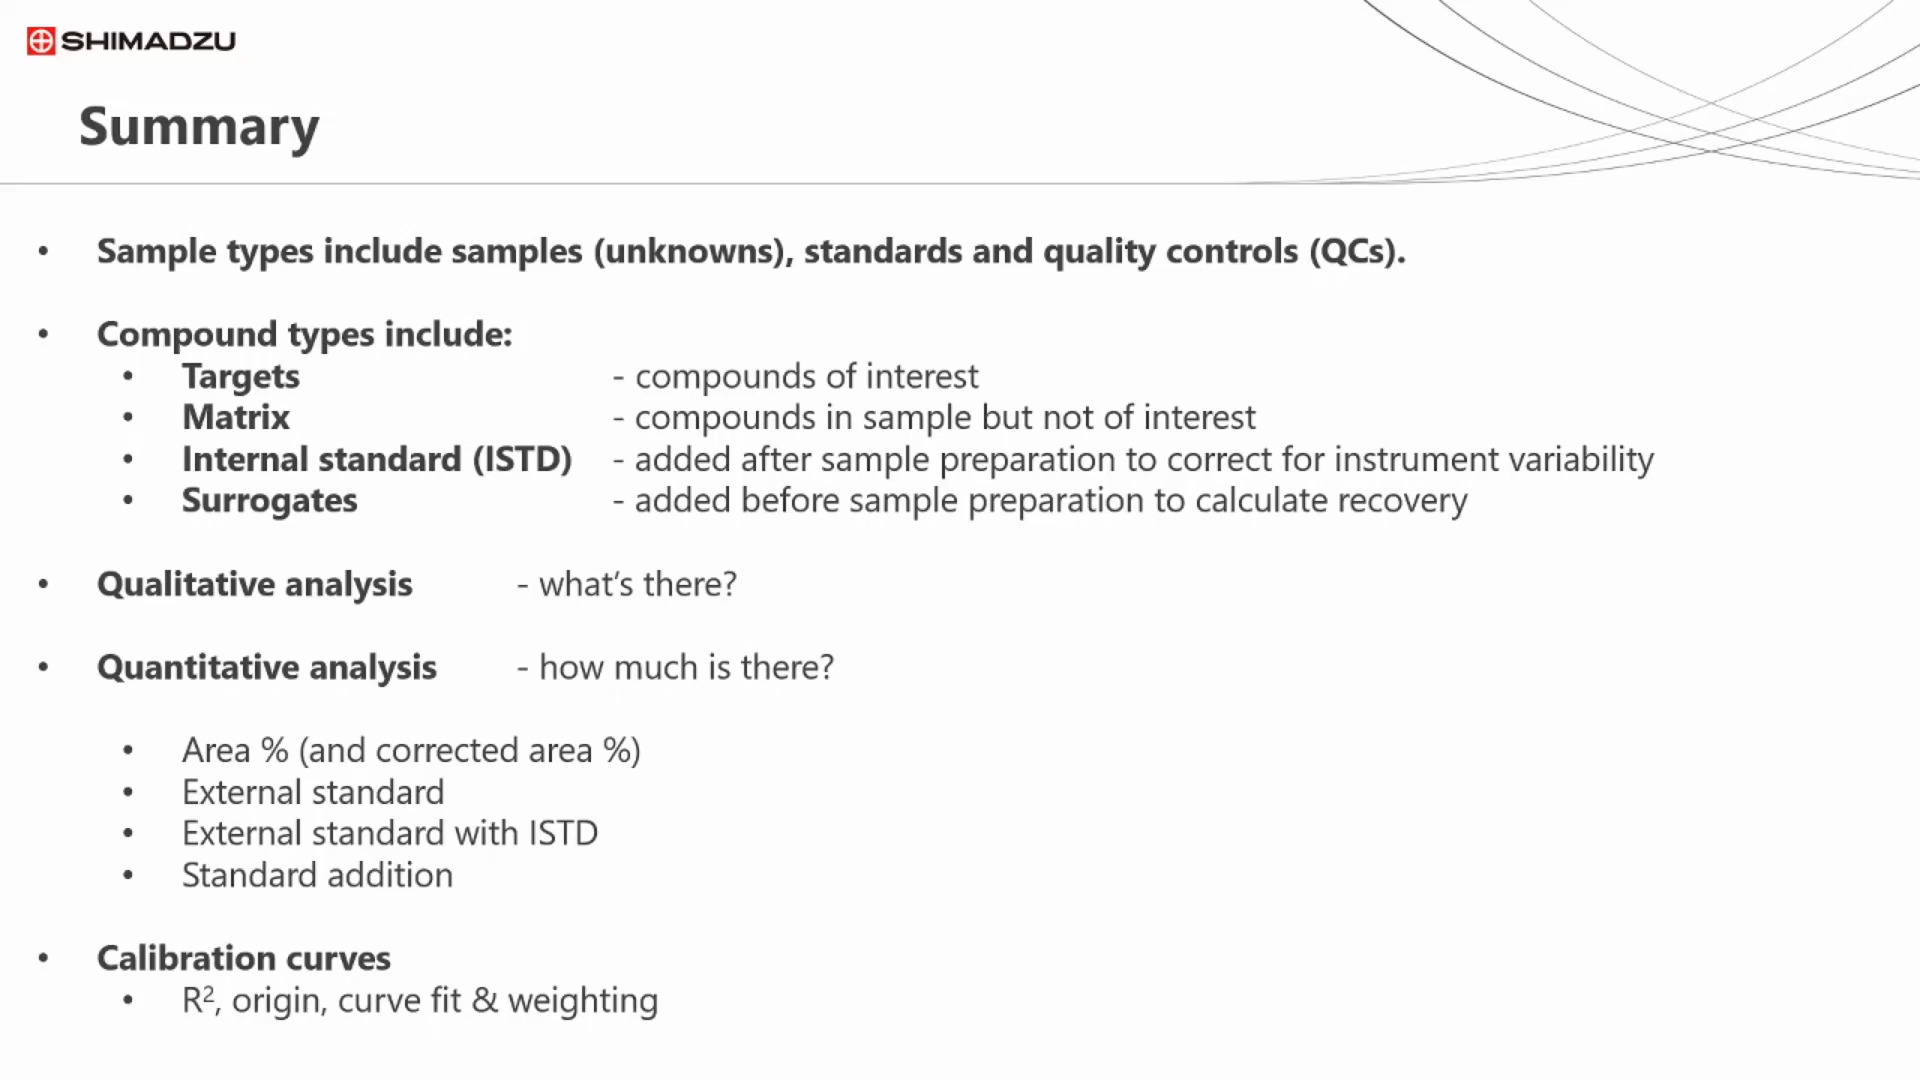 SHIMADZU
Summary
• Sample types include samples (unknowns), standards and quality controls (QCs).
• Compound types include:
• Targets - compounds of interest
• Matrix - compounds in sample but not of interest
• Internal standard (ISTD) - added after sample preparation to correct for instrument variability
• Surrogates - added before sample preparation to calculate recovery
• Qualitative analysis - what's there?
• Quantitative analysis - how much is there?
• Area % (and corrected area %)
• External standard
• External standard with ISTD
• Standard addition
• Calibration curves
• R², origin, curve fit & weighting